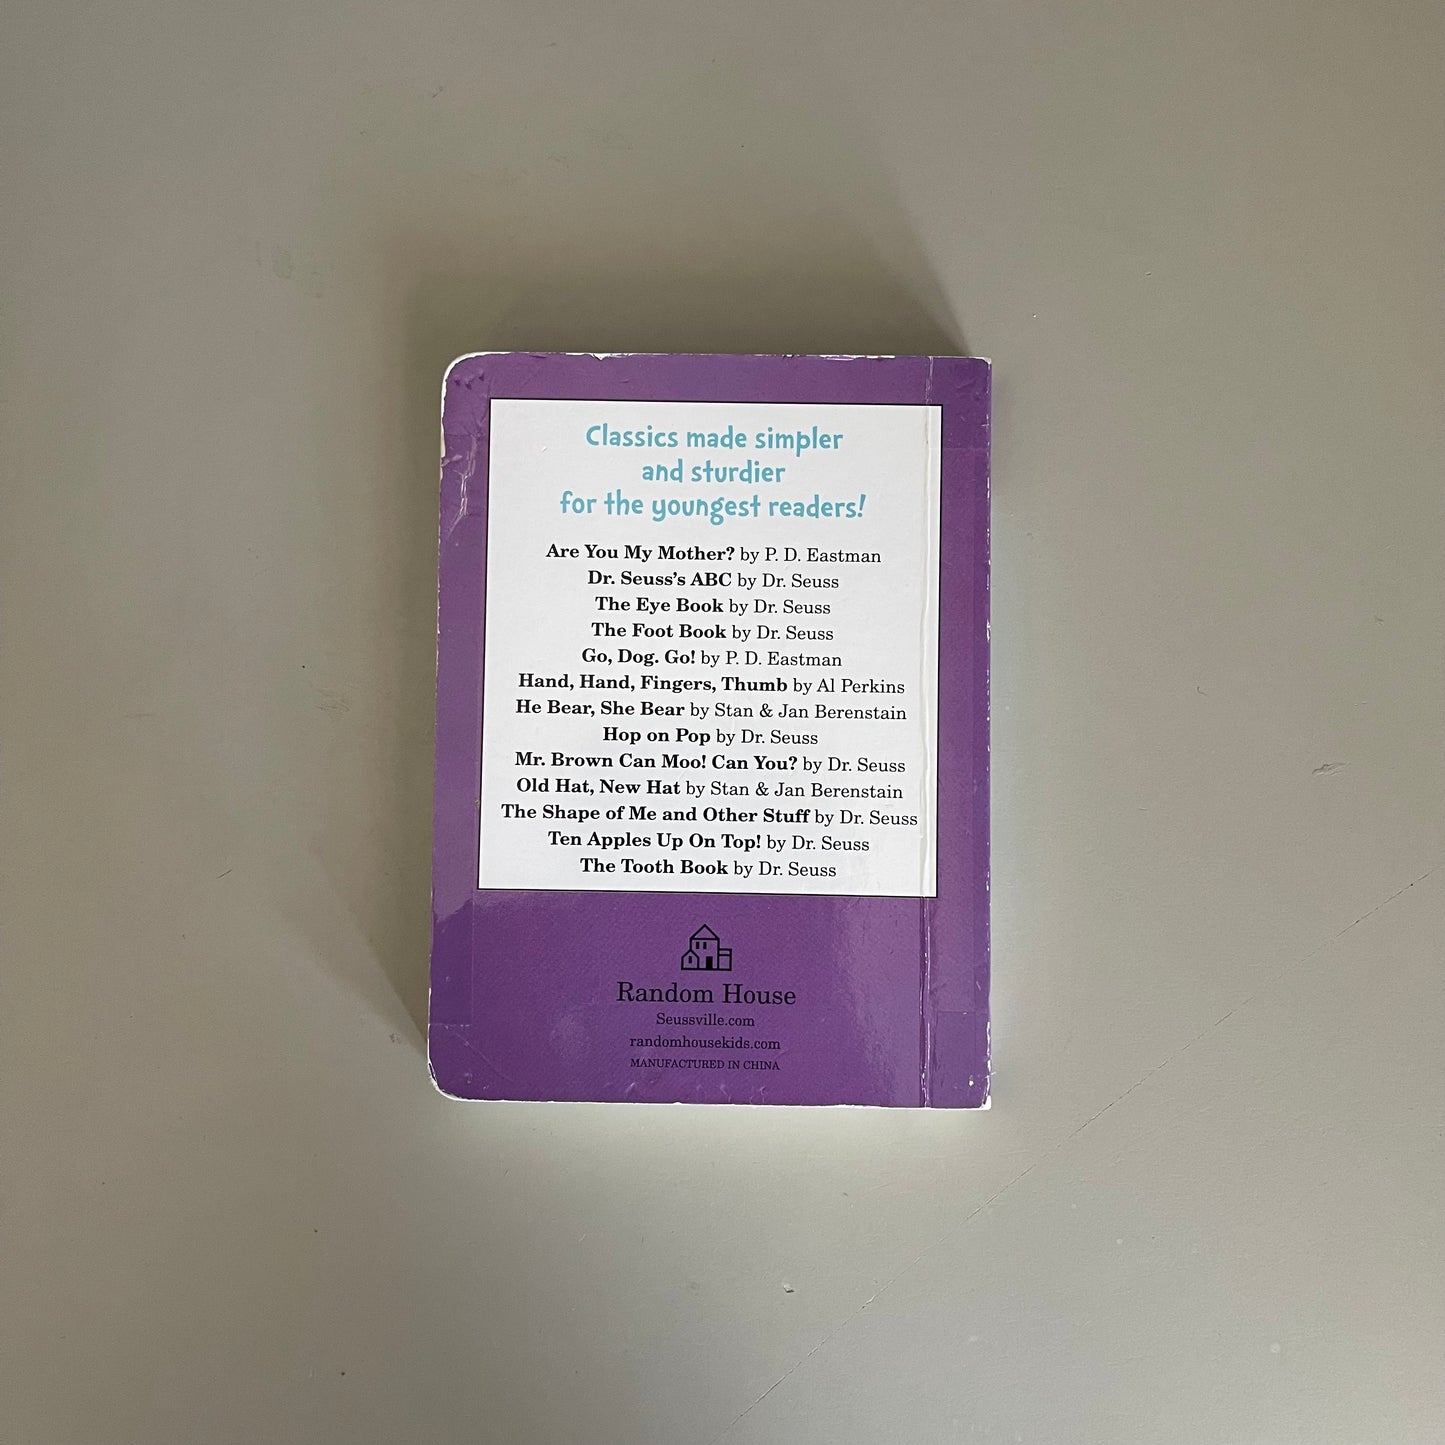 Classics made simpler
and sturdier
for the youngest readers!
Are You My Mother? by P. D. Eastman
Dr. Seuss's ABC by Dr. Seuss
The Eye Book by Dr. Seuss
The Foot Book by Dr. Seuss
Go, Dog. Go! by P. D. Eastman
Hand, Hand, Fingers, Thumb by Al Perkins
He Bear, She Bear by Stan & Jan Berenstain
Hop on Pop by Dr. Seuss
Mr. Brown Can Moo! Can You? by Dr. Seuss
Old Hat, New Hat by Stan & Jan Berenstain
The Shape of Me and Other Stuff by Dr. Seuss
Ten Apples Up On Top! by Dr. Seuss
The Tooth Book by Dr. Seuss
Random House
Seussville.com
randomhousekids.com
MANUFACTURED IN CHINA